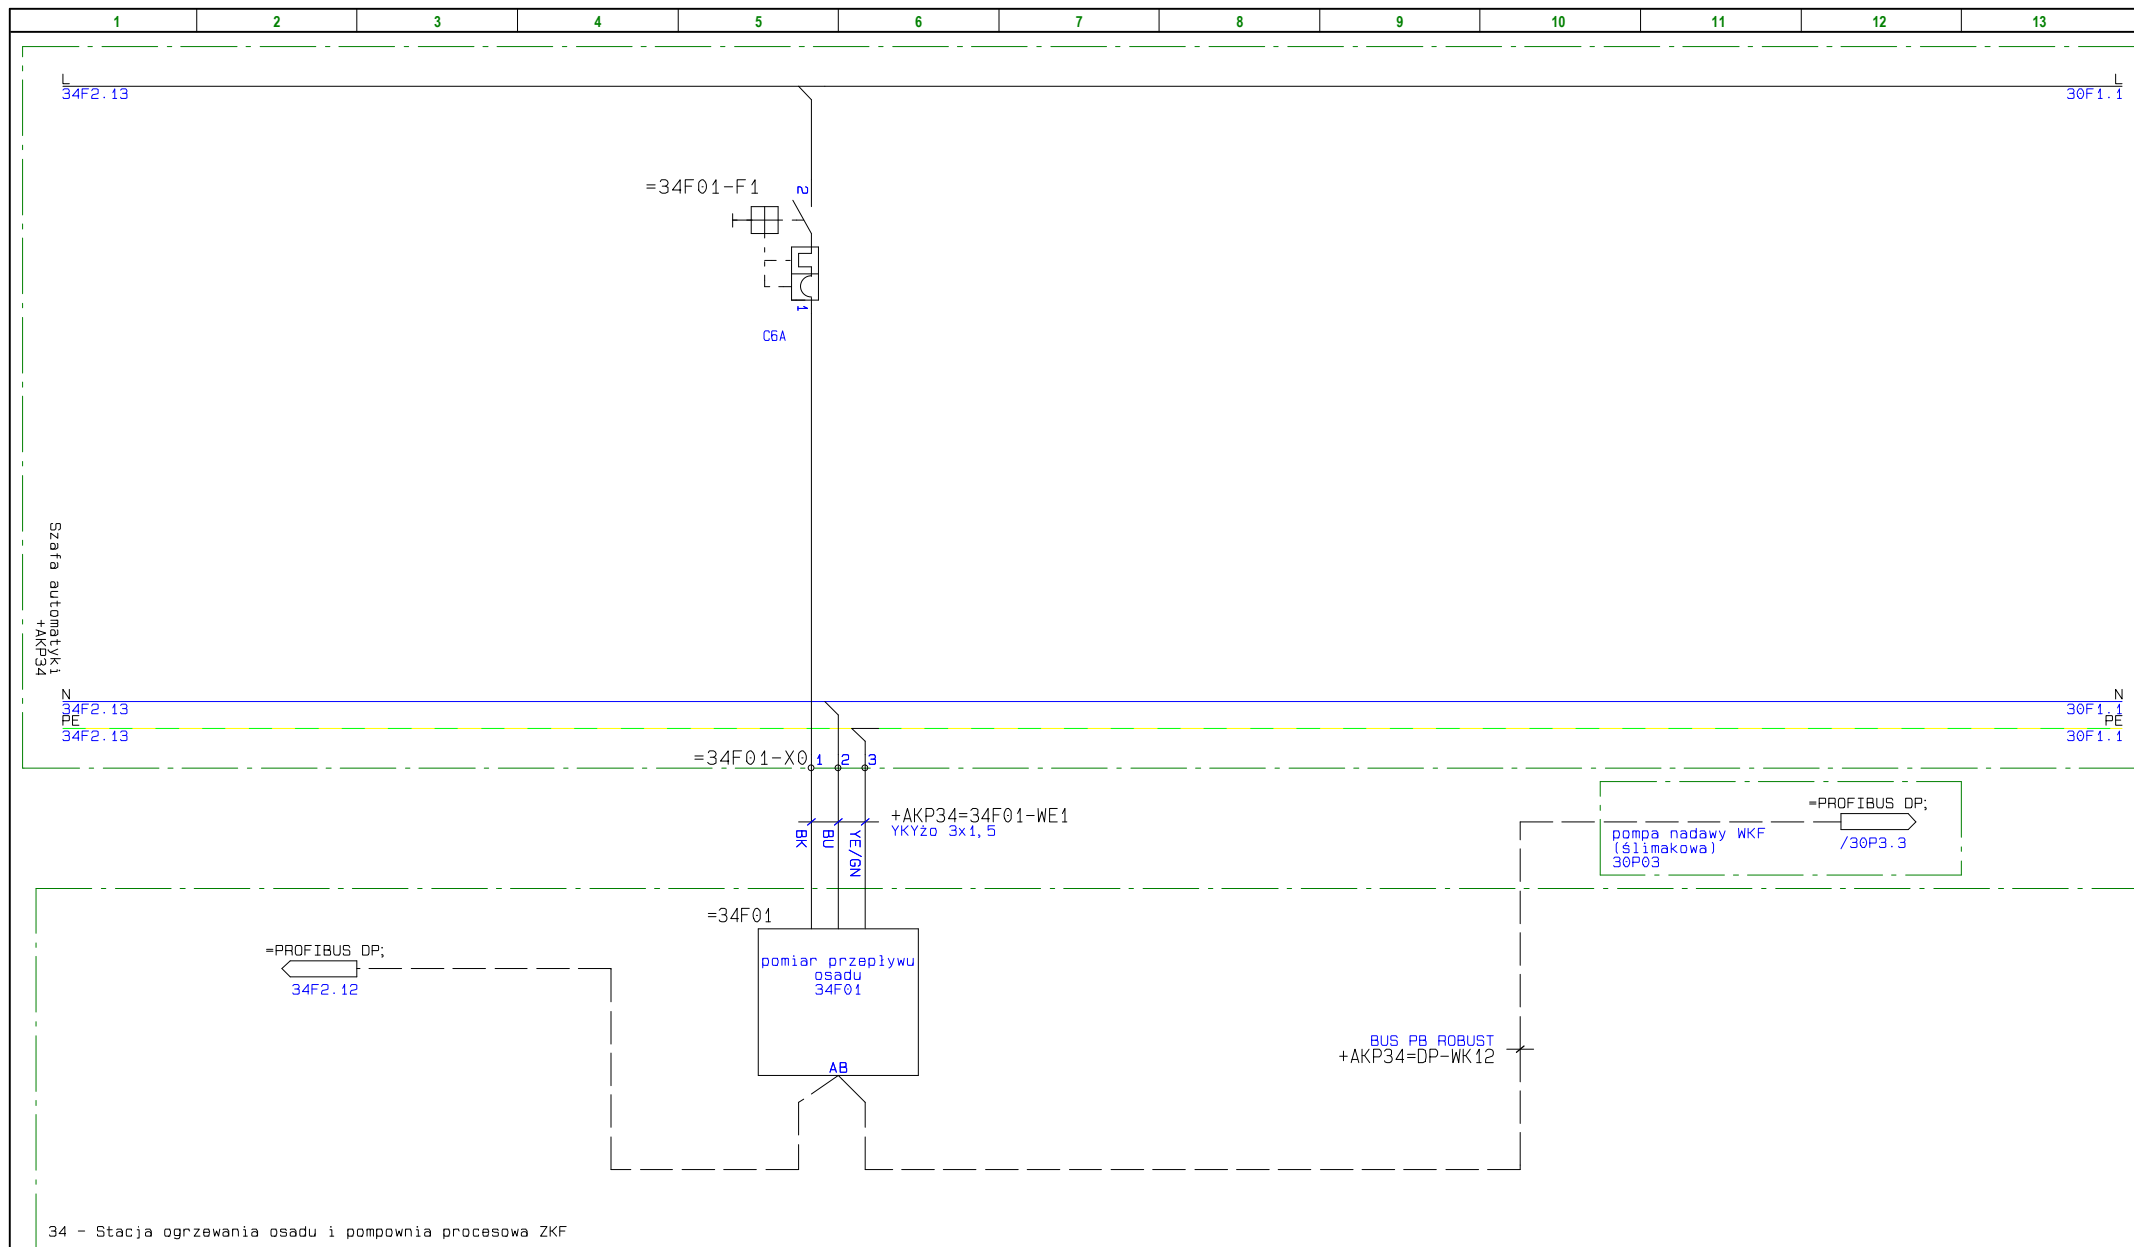 1 2 3 4 5 6 7 8 9 10 11 12 13
L
34F2.13
L
30F1.1
=34F01-F1
2
1
C6A
Szafa automatyki
+AKP34
N
34F2.13
N
30F1.1
PE
34F2.13
PE
30F1.1
=34F01-X0 1 2 3
+AKP34=34F01-WE1
YKYżo 3x1,5
BK
BU
YE/GN
=PROFIBUS DP;
/30P3.3
pompa nadawy WKF
(ślimakowa)
30P03
=34F01
pomiar przepływu
osadu
34F01
AB
=PROFIBUS DP;
34F2.12
BUS PB ROBUST
+AKP34=DP-WK12
34 - Stacja ogrzewania osadu i pompownia procesowa ZKF